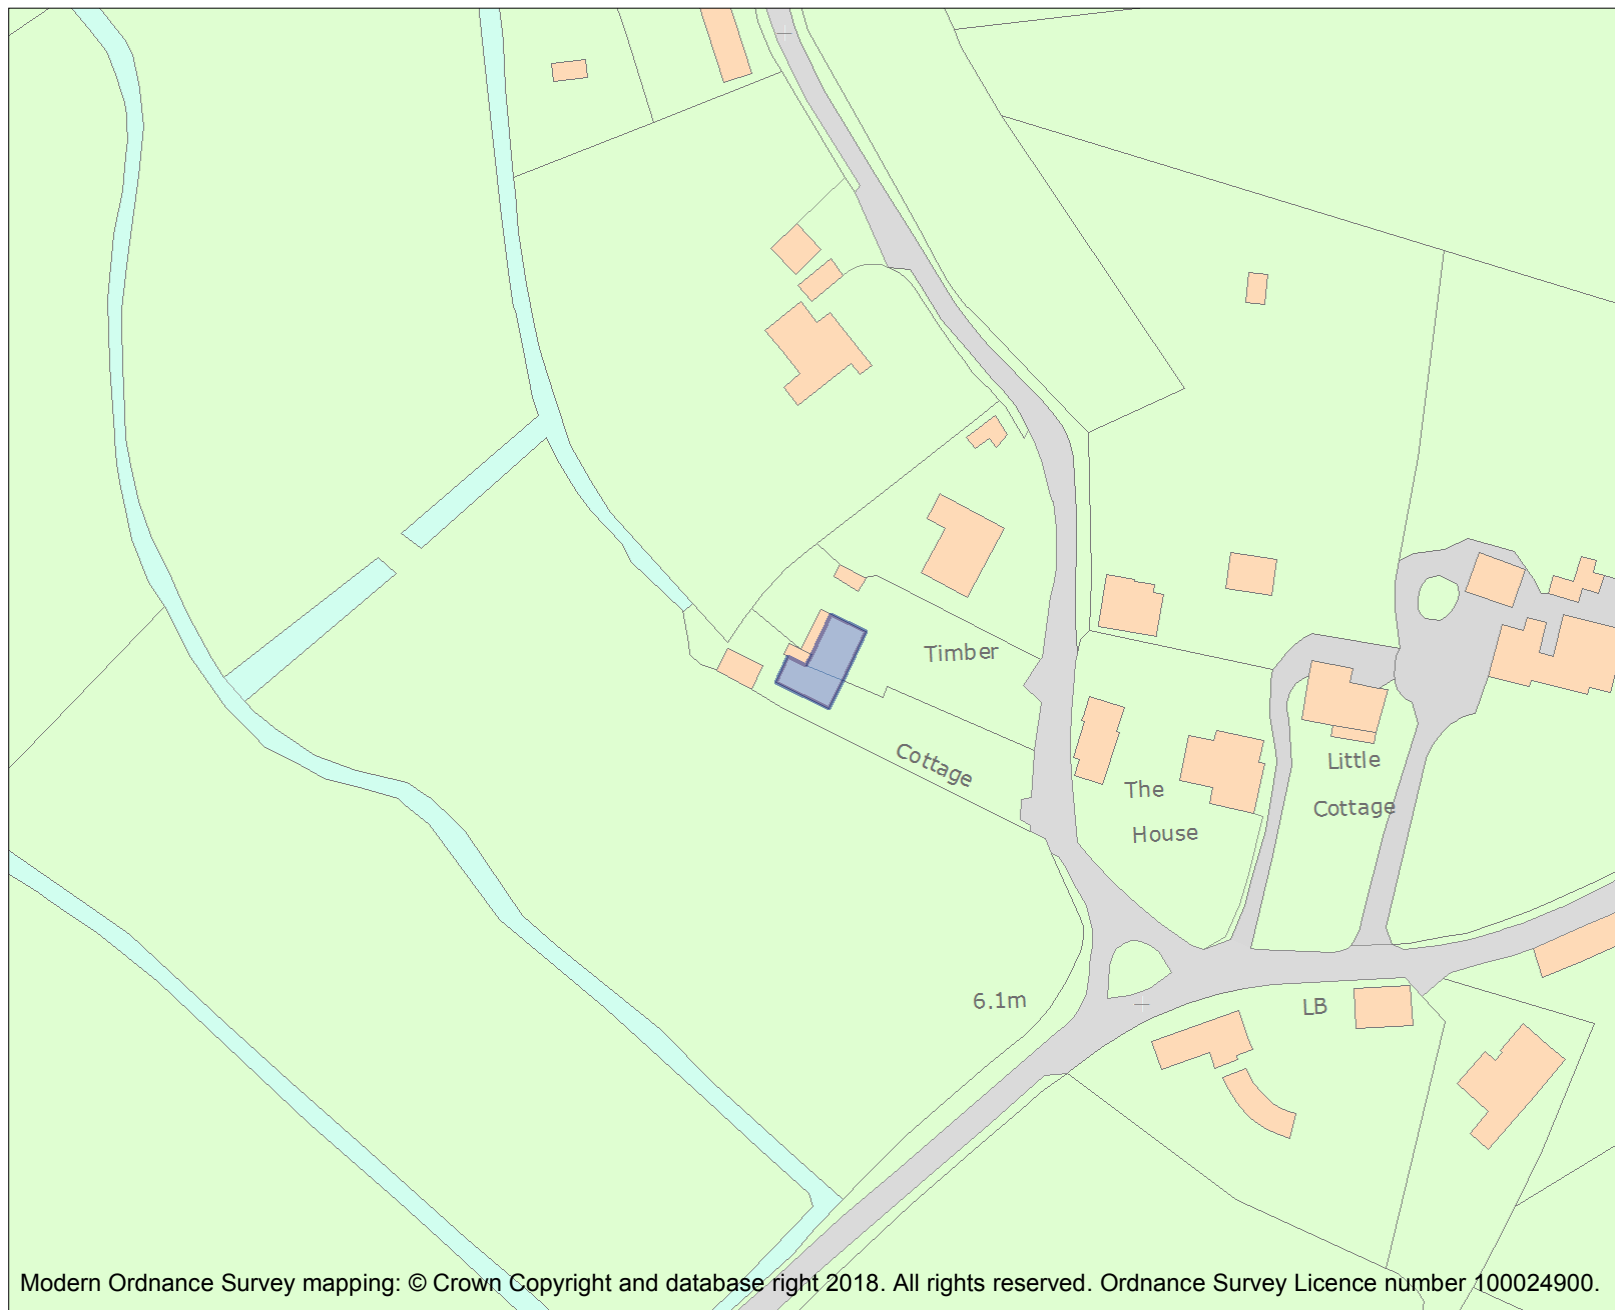 Timber
Cottage
The
House
Little
Cottage
6.1m
LB
Modern Ordnance Survey mapping: © Crown Copyright and database right 2018. All rights reserved. Ordnance Survey Licence number 100024900.